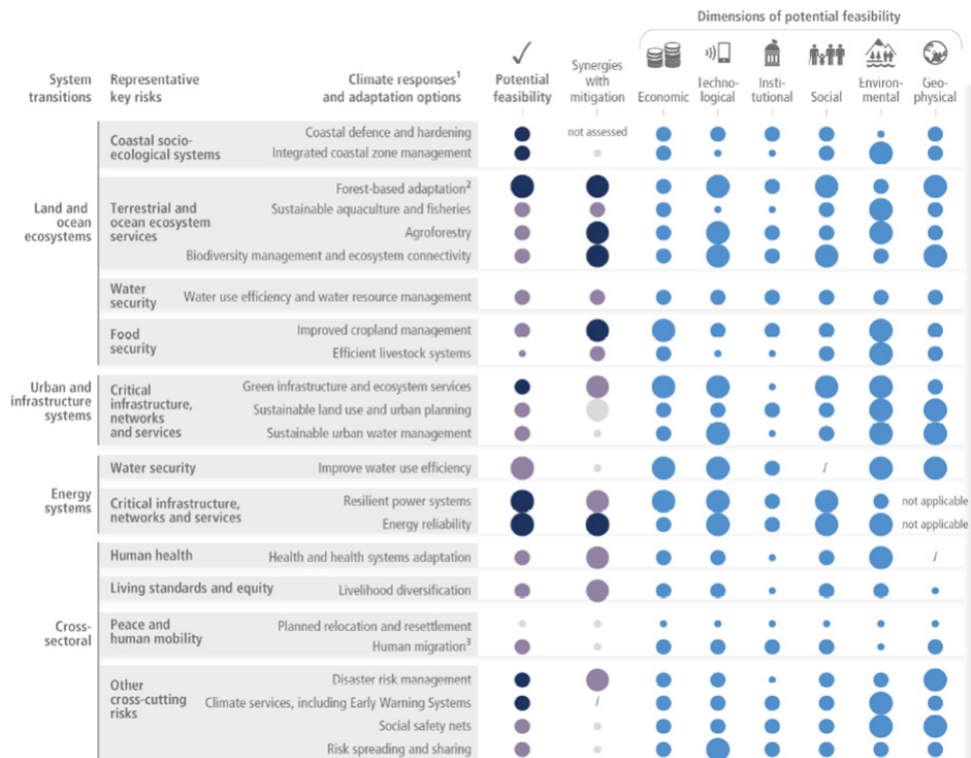 Dimensions of potential feasibility
System transitions
Representative key risks
Climate responses¹ and adaptation options
Potential feasibility
Synergies with mitigation
Economic
Techno-logical
Insti-tutional
Social
Environ-mental
Geo-physical
Land and ocean ecosystems
Coastal socio-ecological systems
Coastal defence and hardening
not assessed
Integrated coastal zone management
Terrestrial and ocean ecosystem services
Forest-based adaptation²
Sustainable aquaculture and fisheries
Agroforestry
Biodiversity management and ecosystem connectivity
Water security
Water use efficiency and water resource management
Food security
Improved cropland management
Efficient livestock systems
Urban and infrastructure systems
Critical infrastructure, networks and services
Green infrastructure and ecosystem services
Sustainable land use and urban planning
Sustainable urban water management
Energy systems
Water security
Improve water use efficiency
/
Critical infrastructure, networks and services
Resilient power systems
not applicable
Energy reliability
not applicable
Cross-sectoral
Human health
Health and health systems adaptation
/
Living standards and equity
Livelihood diversification
Peace and human mobility
Planned relocation and resettlement
Human migration³
Other cross-cutting risks
Disaster risk management
Climate services, including Early Warning Systems
/
Social safety nets
Risk spreading and sharing